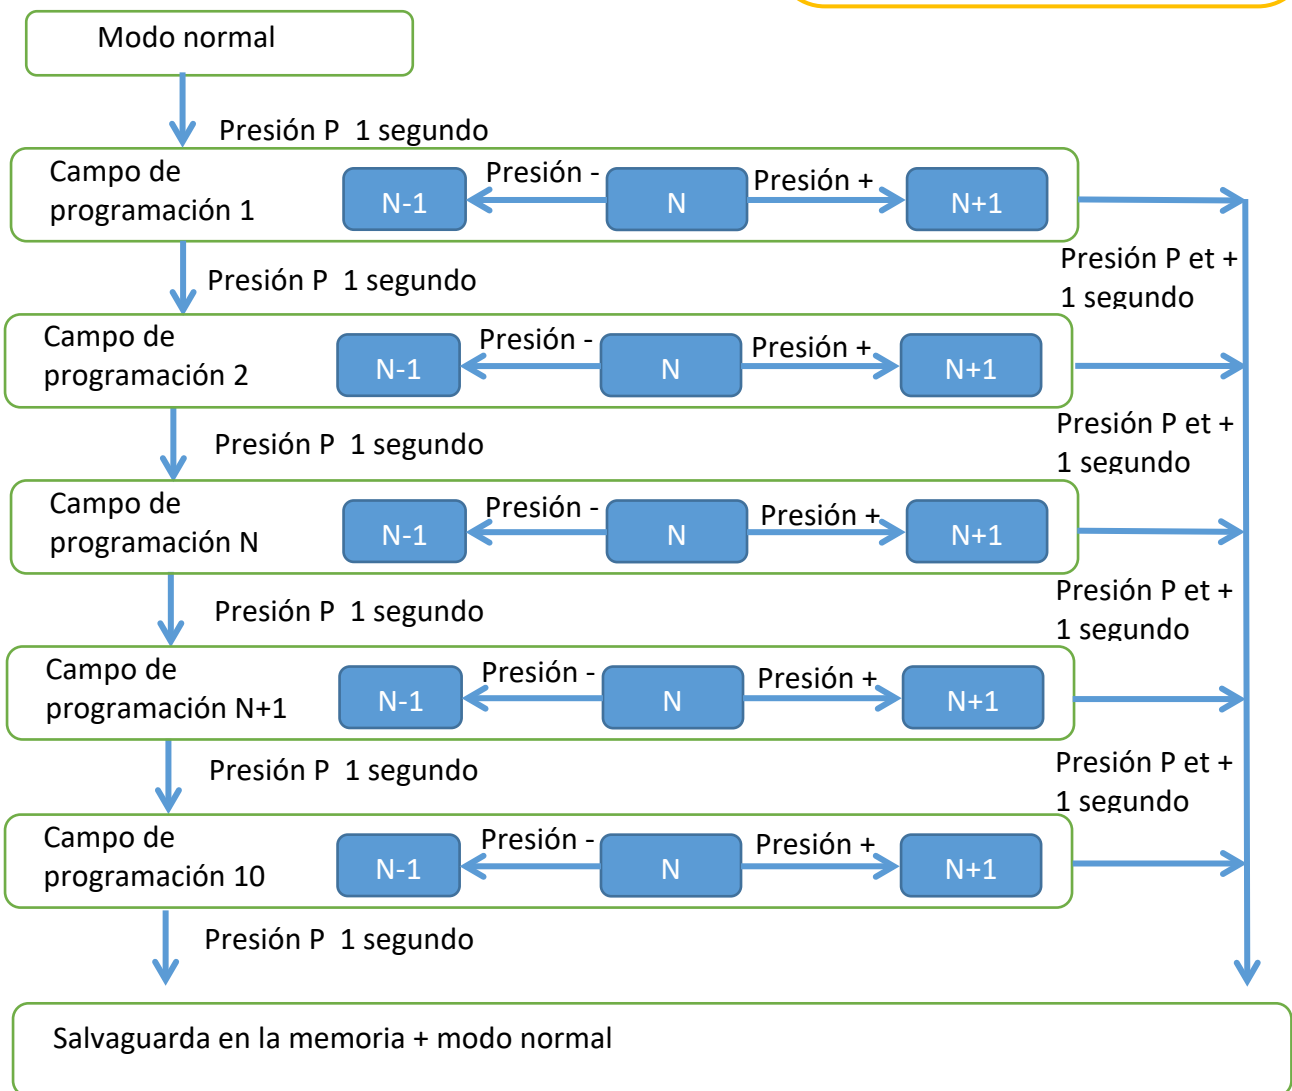 Modo normal
Presión P 1 segundo
Campo de
programación 1
N-1
Presión -
N
Presión +
N+1
Presión P et +
1 segundo
Presión P 1 segundo
Campo de
programación 2
N-1
Presión -
N
Presión +
N+1
Presión P et +
1 segundo
Presión P 1 segundo
Campo de
programación N
N-1
Presión -
N
Presión +
N+1
Presión P et +
1 segundo
Presión P 1 segundo
Campo de
programación N+1
N-1
Presión -
N
Presión +
N+1
Presión P et +
1 segundo
Presión P 1 segundo
Campo de
programación 10
N-1
Presión -
N
Presión +
N+1
Presión P 1 segundo
Salvaguarda en la memoria + modo normal